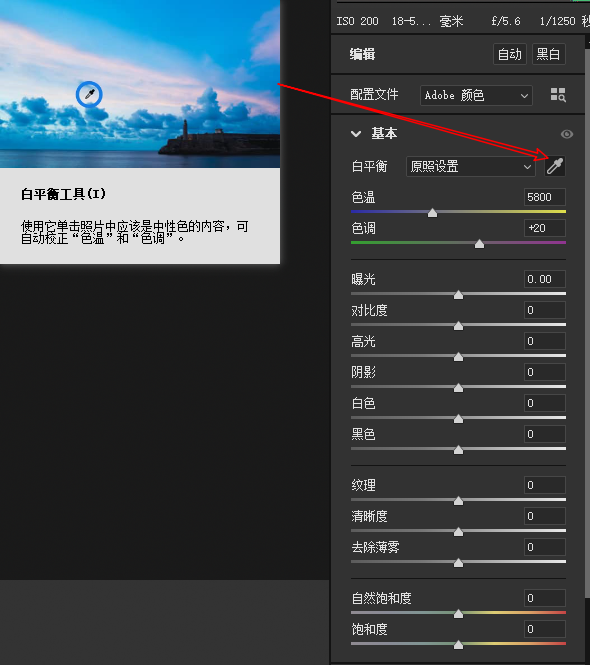 ISO 200 18-5... 毫米 f/5.6 1/1250 秒
编辑 自动 黑白
配置文件 Adobe 颜色
基本
白平衡 原照设置
色温 5800
色调 +20
曝光 0.00
对比度 0
高光 0
阴影 0
白色 0
黑色 0
纹理 0
清晰度 0
去除薄雾 0
自然饱和度 0
饱和度 0
白平衡工具(I)
使用它单击照片中应该是中性色的内容，可
自动校正“色温”和“色调”。